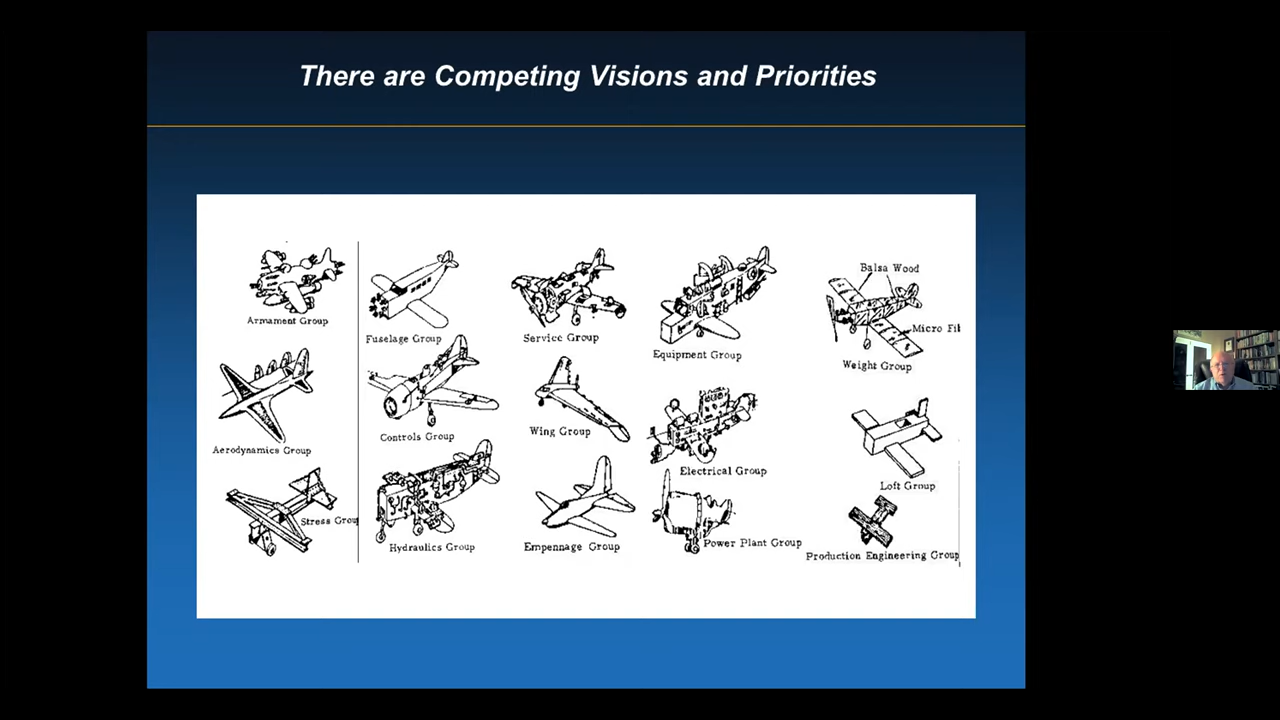 There are Competing Visions and Priorities
Armament Group
Fuselage Group
Service Group
Equipment Group
Balsa Wood
Micro Fil
Weight Group
Aerodynamics Group
Controls Group
Wing Group
Electrical Group
Loft Group
Stress Grou
Hydraulics Group
Empennage Group
Power Plant Group
Production Engineering Group